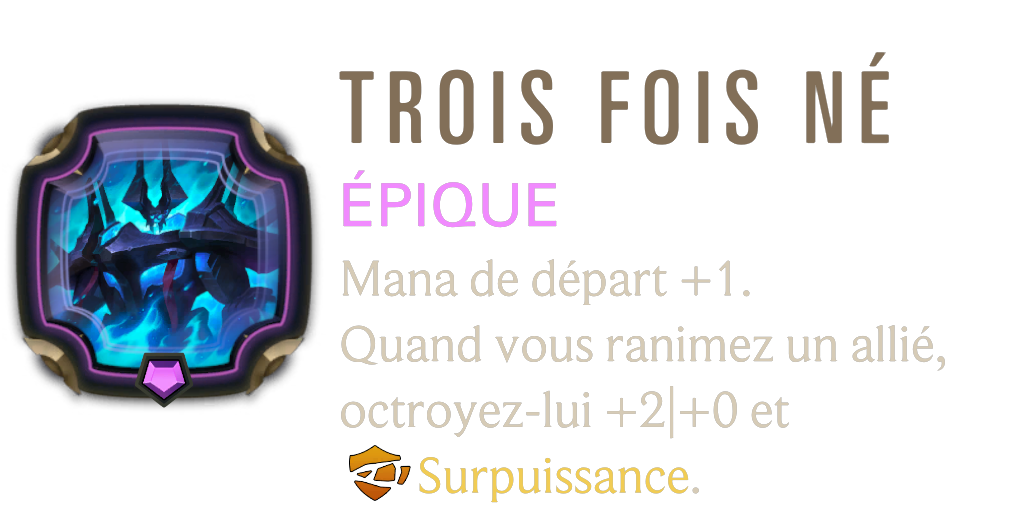 TROIS FOIS NÉ
ÉPIQUE
Mana de départ +1.
Quand vous ranimez un allié,
octroyez-lui +2|+0 et
Surpuissance.